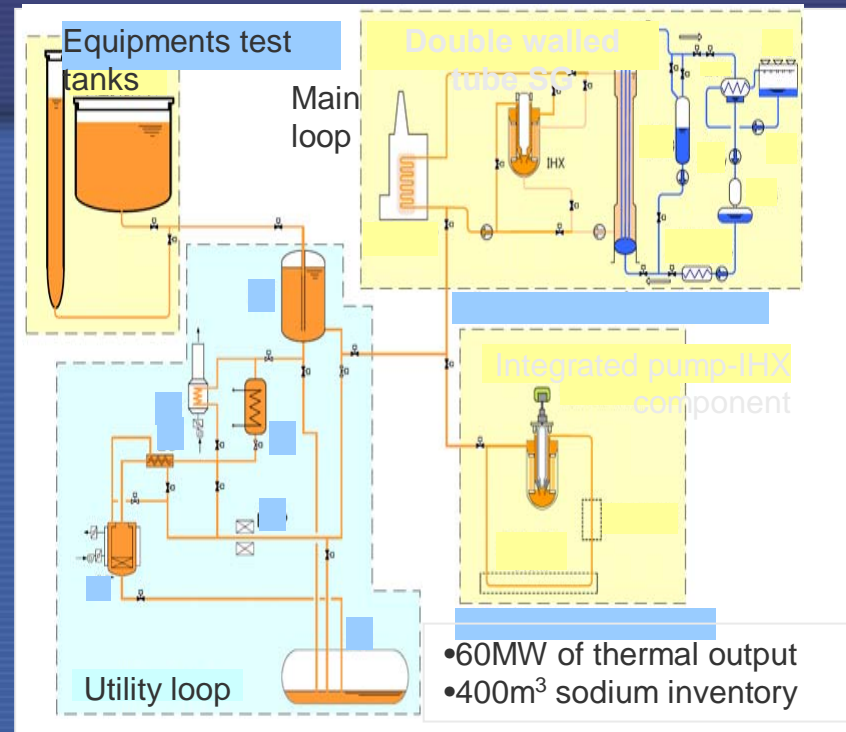 Equipments test
tanks
Main
loop
Double walled
tube SG
IHX
Integrated pump-IHX
component
Utility loop
•60MW of thermal output
•400m³ sodium inventory